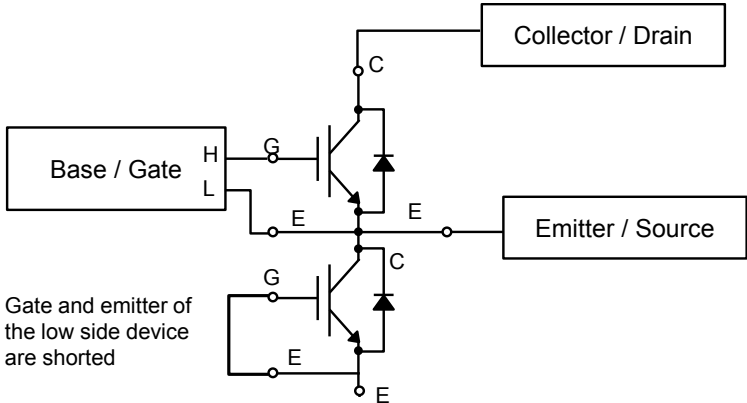 Collector / Drain
C
Base / Gate
H
G
L
E
E
Emitter / Source
C
G
Gate and emitter of
the low side device
are shorted
E
E